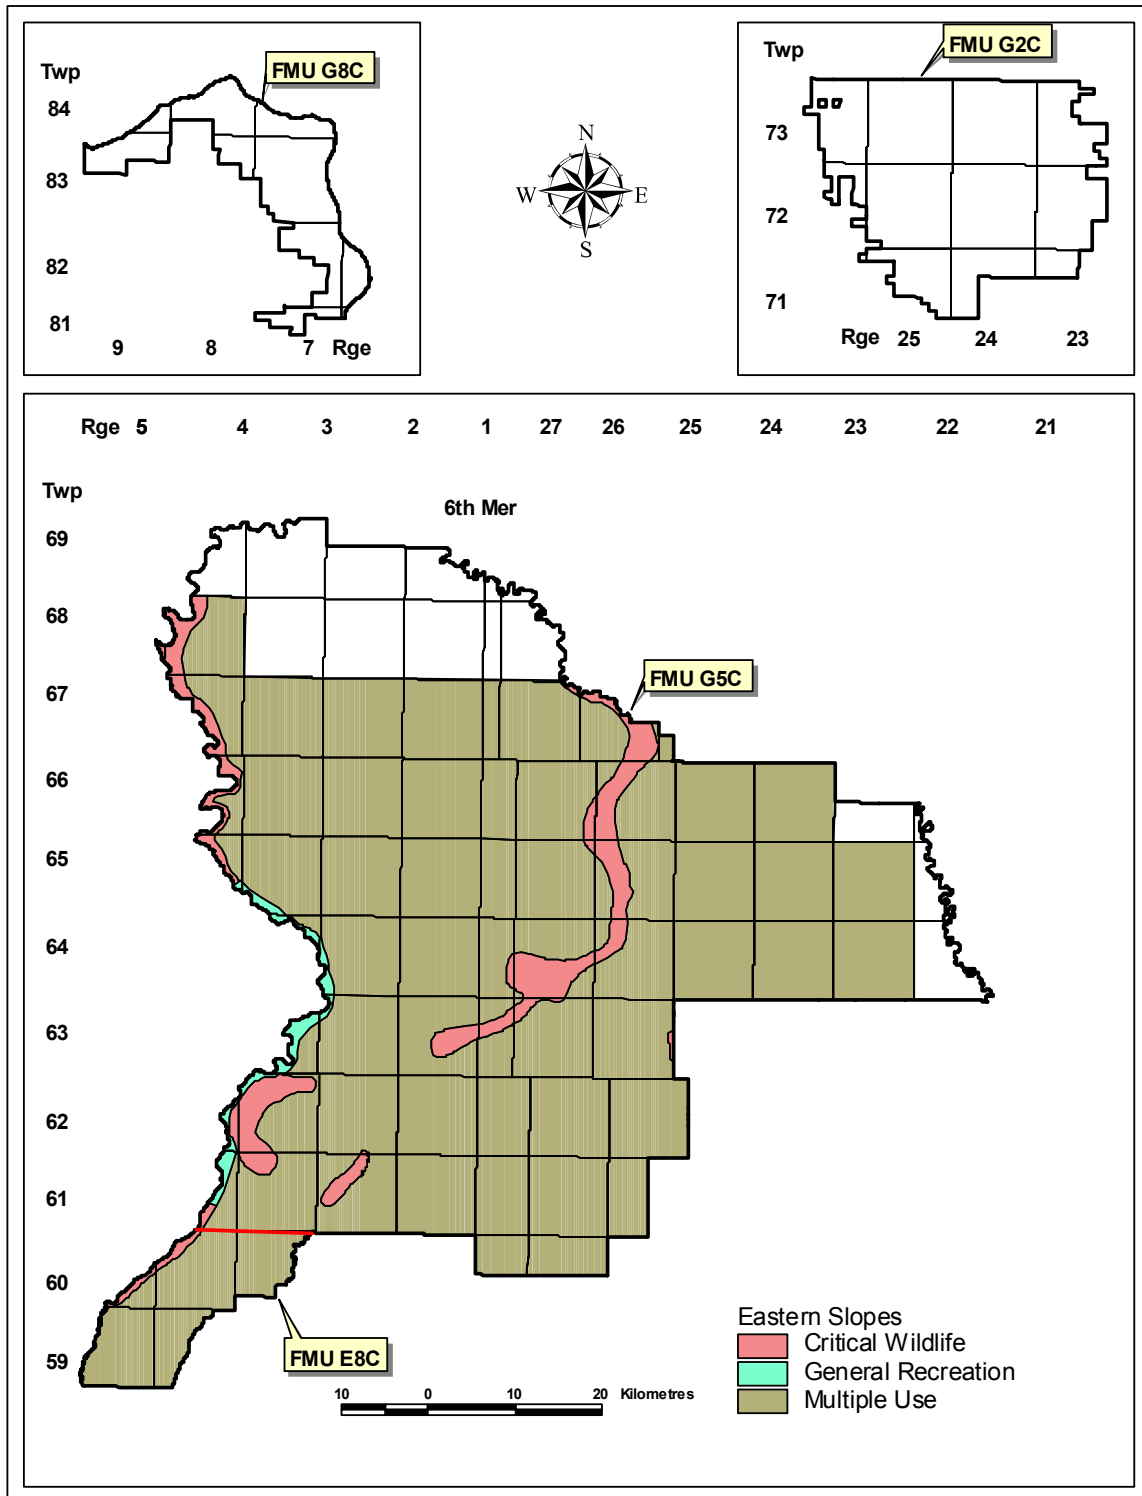 FMU G8C
Twp
84
83
82
81
9 8 7 Rge
N
W E
S
FMU G2C
Twp
73
72
71
Rge 25 24 23
Rge 5 4 3 2 1 27 26 25 24 23 22 21
Twp
6th Mer
69
68
67
FMU G5C
66
65
64
63
62
61
60
59
FMU E8C
Eastern Slopes
Critical Wildlife
General Recreation
Multiple Use
10 0 10 20 Kilometres